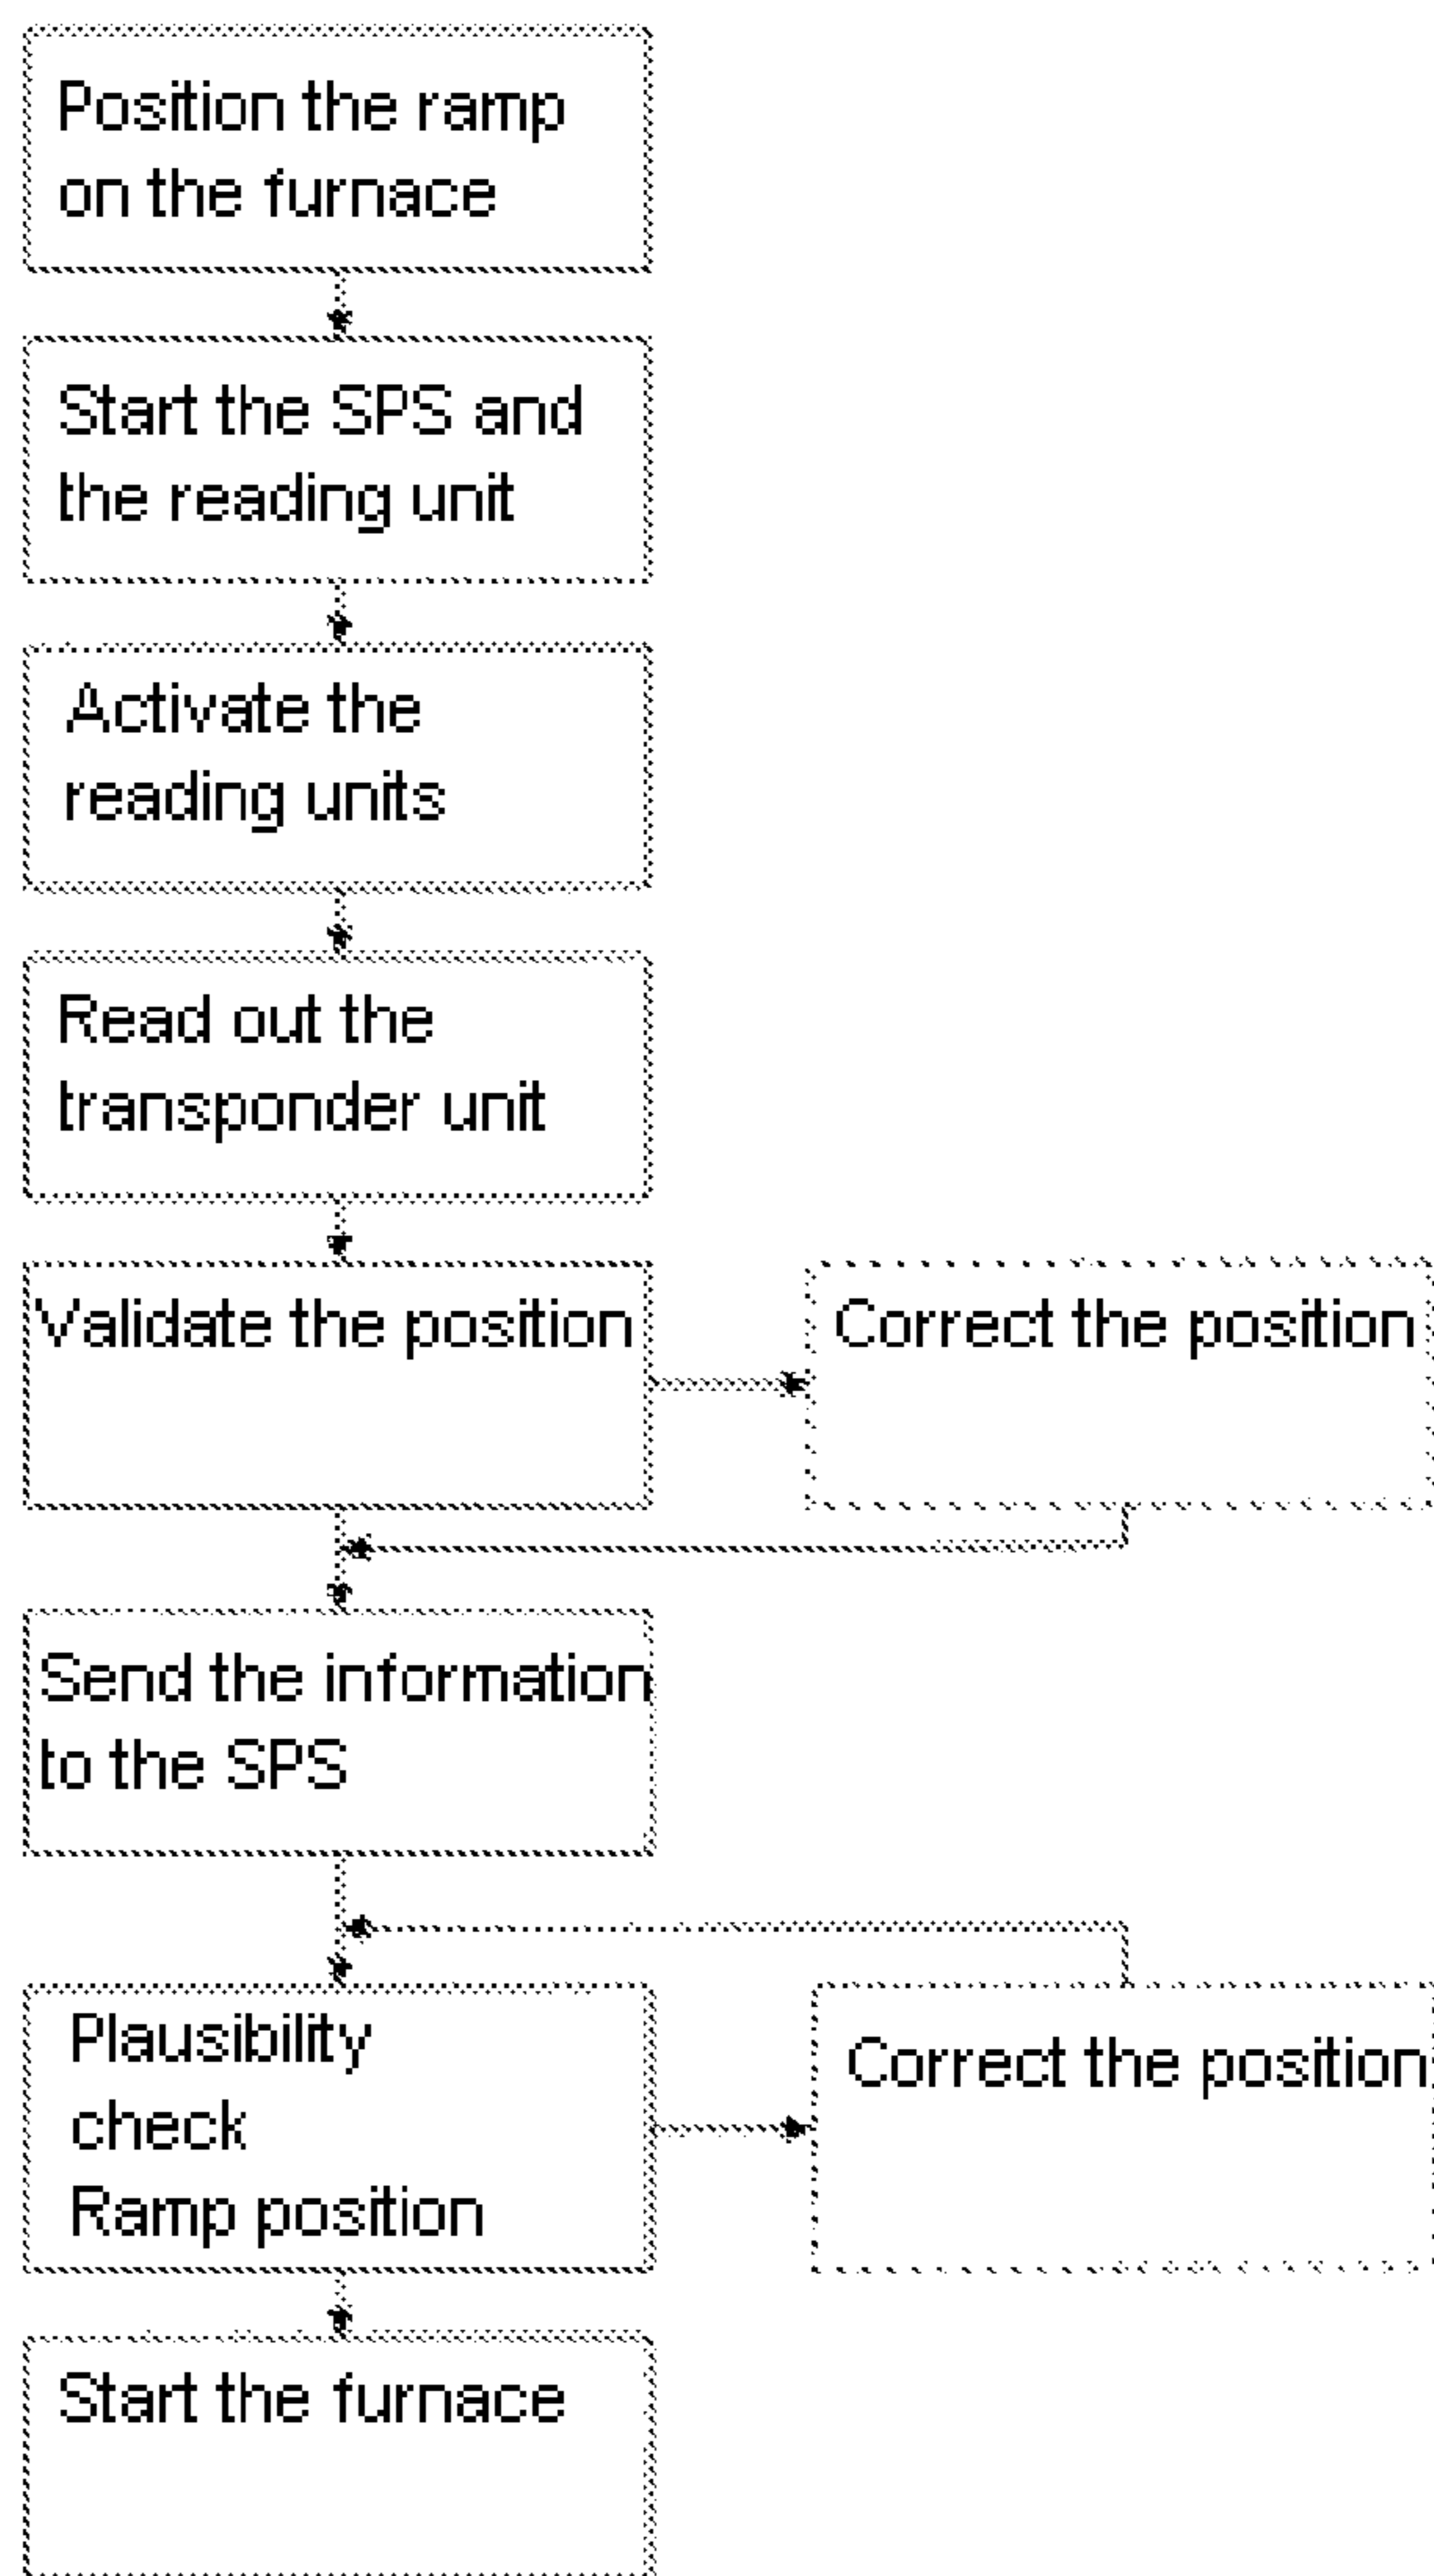 Position the ramp
on the furnace
Start the SPS and
the reading unit
Activate the
reading units
Read out the
transponder unit
Validate the position
Correct the position
Send the information
to the SPS
Plausibility
check
Ramp position
Correct the position
Start the furnace